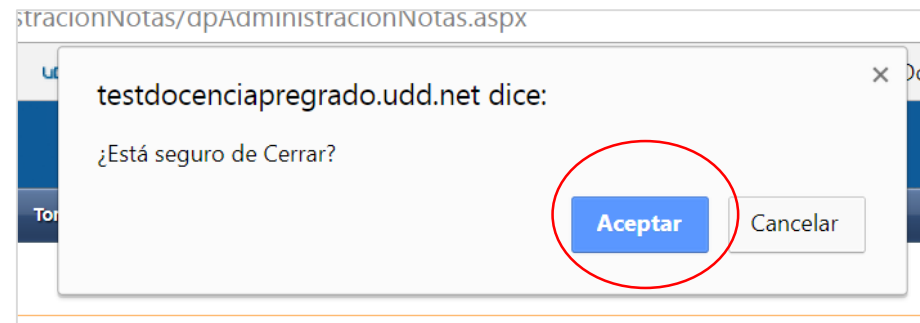 stracionNotas/dpAdministracionNotas.aspx
testdocenciapregrado.udd.net dice:
¿Está seguro de Cerrar?
Aceptar
Cancelar